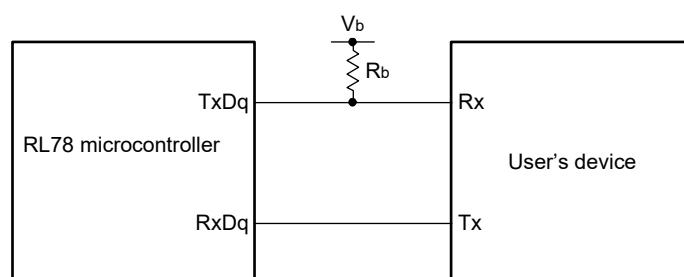 Vb
Rb
TxDq
Rx
RL78 microcontroller
User’s device
RxDq
Tx